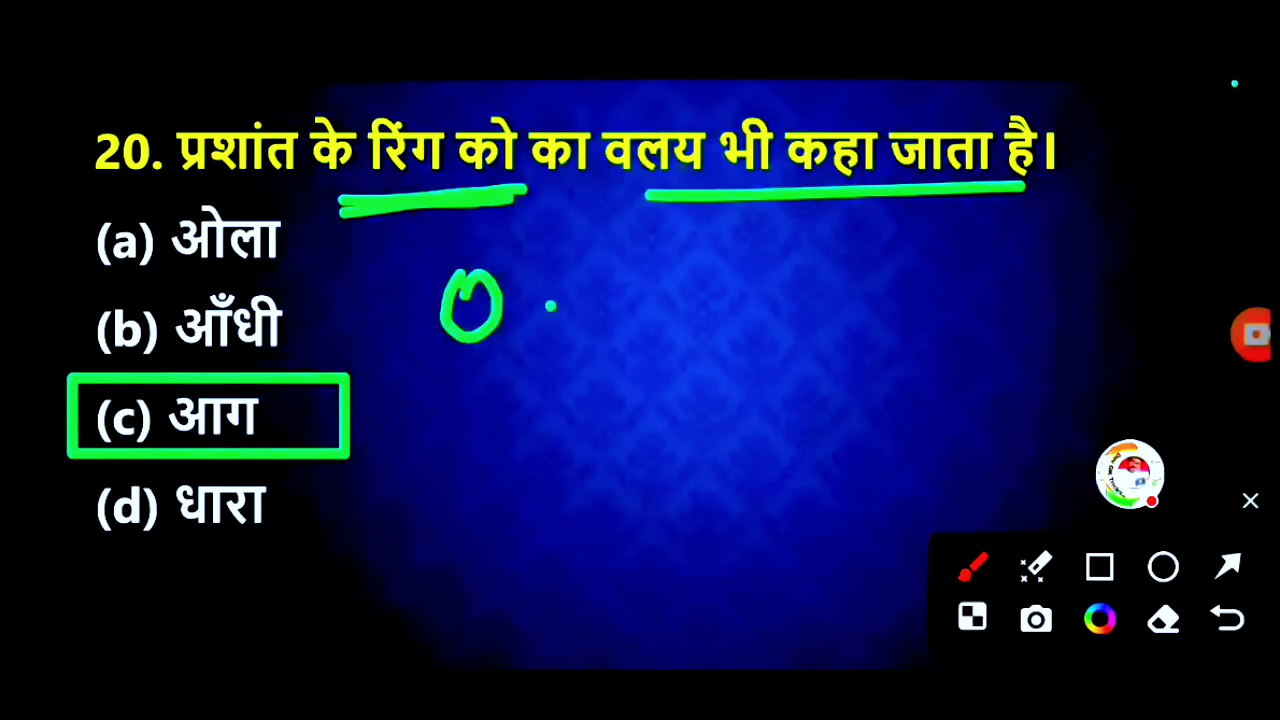 20. प्रशांत के रिंग को का वलय भी कहा जाता है।
(a) ओला
(b) आँधी
(c) आग
(d) धारा